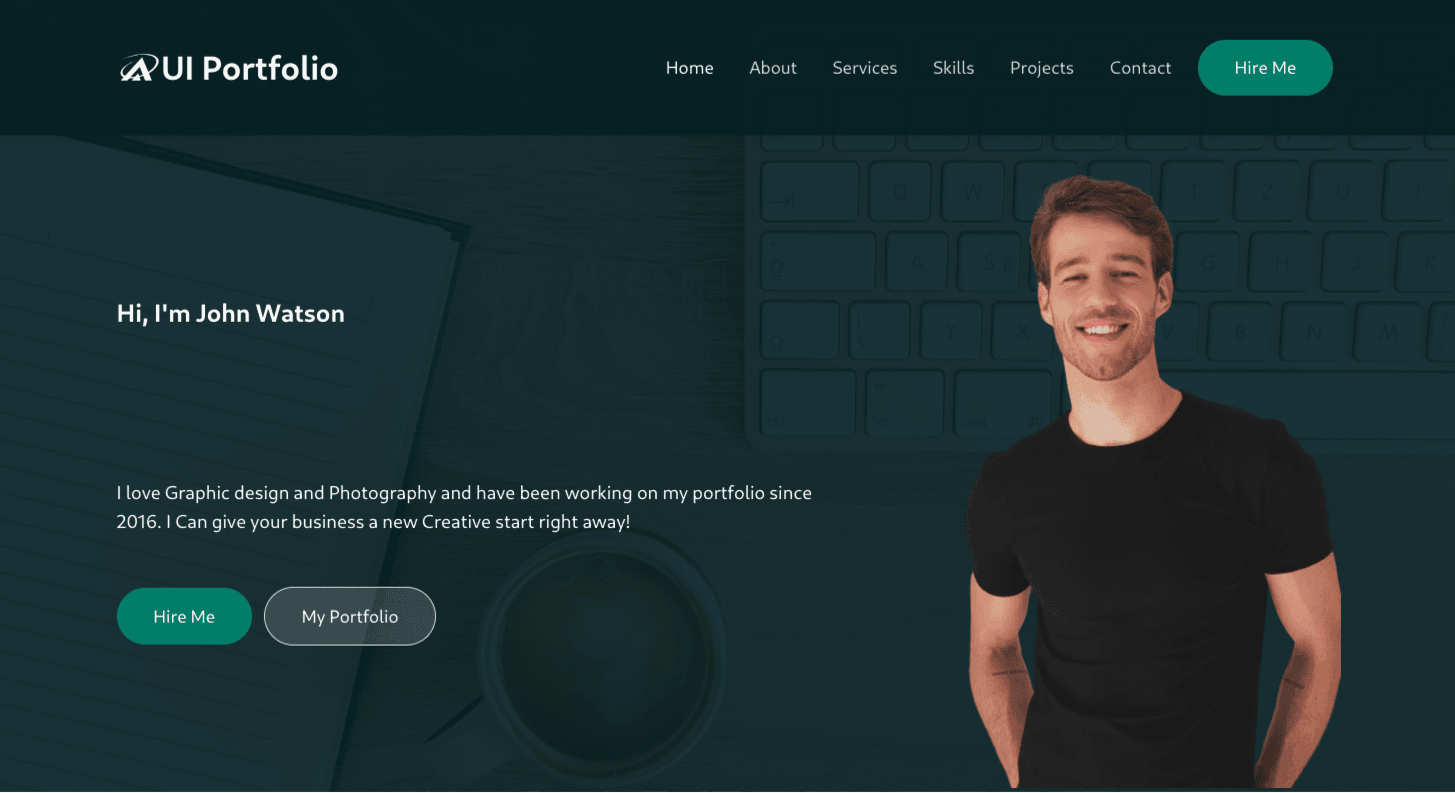 UI Portfolio
Home About Services Skills Projects Contact Hire Me
Hi, I'm John Watson
I love Graphic design and Photography and have been working on my portfolio since
2016. I Can give your business a new Creative start right away!
Hire Me My Portfolio
Q W T Z U I
A S G H J K
Y X V B N M